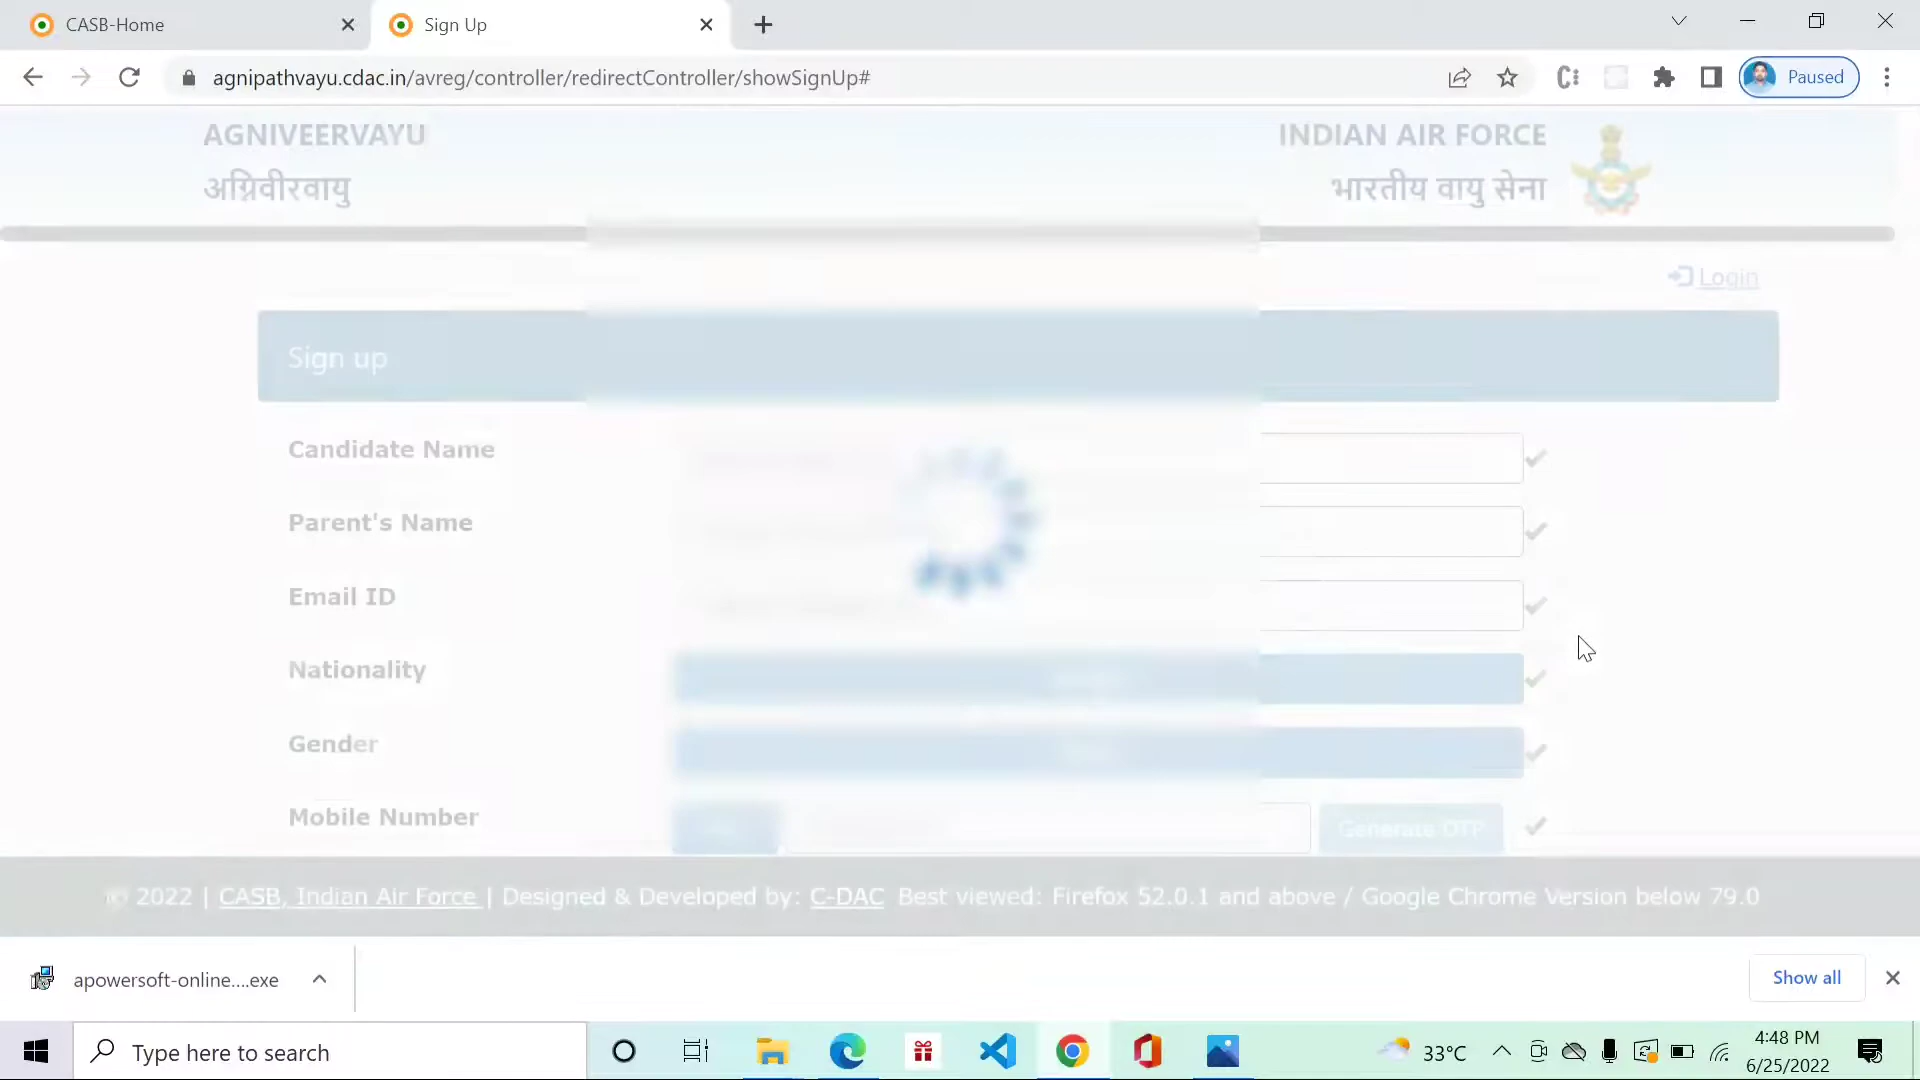 CASB-Home
Sign Up
agnipathvayu.cdac.in/avreg/controller/redirectController/showSignUp#
Paused
AGNIVEERVAYU
INDIAN AIR FORCE
अग्निवीरवायु
भारतीय वायु सेना
Login
Sign up
Candidate Name
Parent's Name
Email ID
Nationality
Gender
Mobile Number
Generate OTP
© 2022 | CASB, Indian Air Force | Designed & Developed by: C-DAC Best viewed: Firefox 52.0.1 and above / Google Chrome Version below 79.0
apowersoft-online....exe
Show all
Type here to search
33°C
4:48 PM
6/25/2022